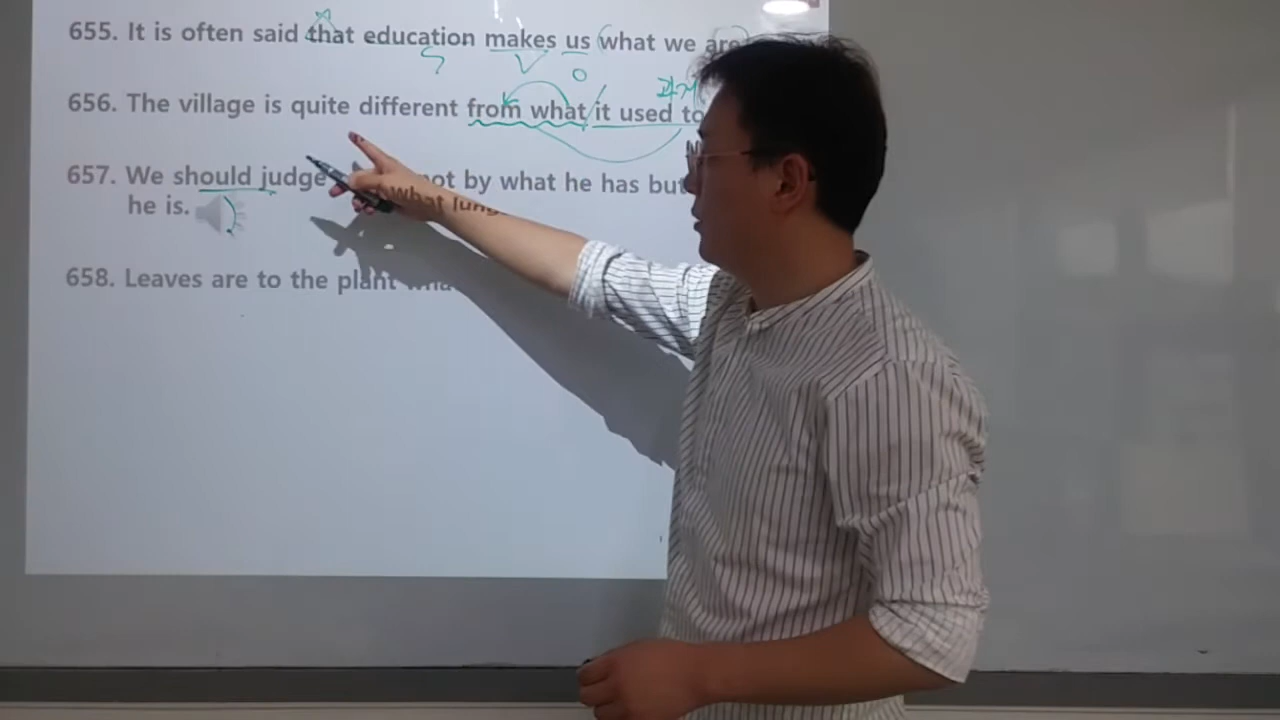 655. It is often said that education makes us what we are
S V O
656. The village is quite different from what it used to
657. We should judge not by what he has but
he is.
658. Leaves are to the plant what lung